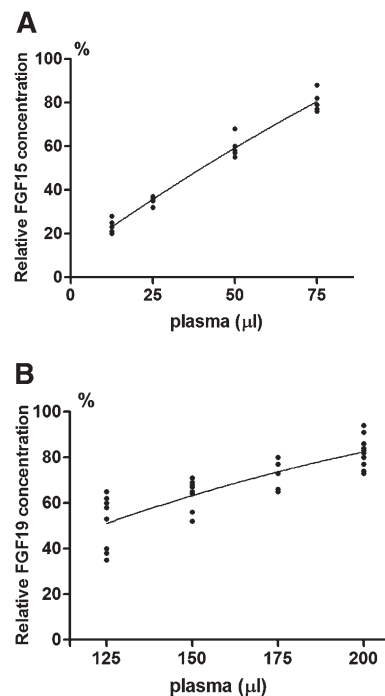 A
%
Relative FGF15 concentration
100
80
60
40
20
0
0 25 50 75
plasma (μl)
B
%
Relative FGF19 concentration
100
80
60
40
20
0
125 150 175 200
plasma (μl)